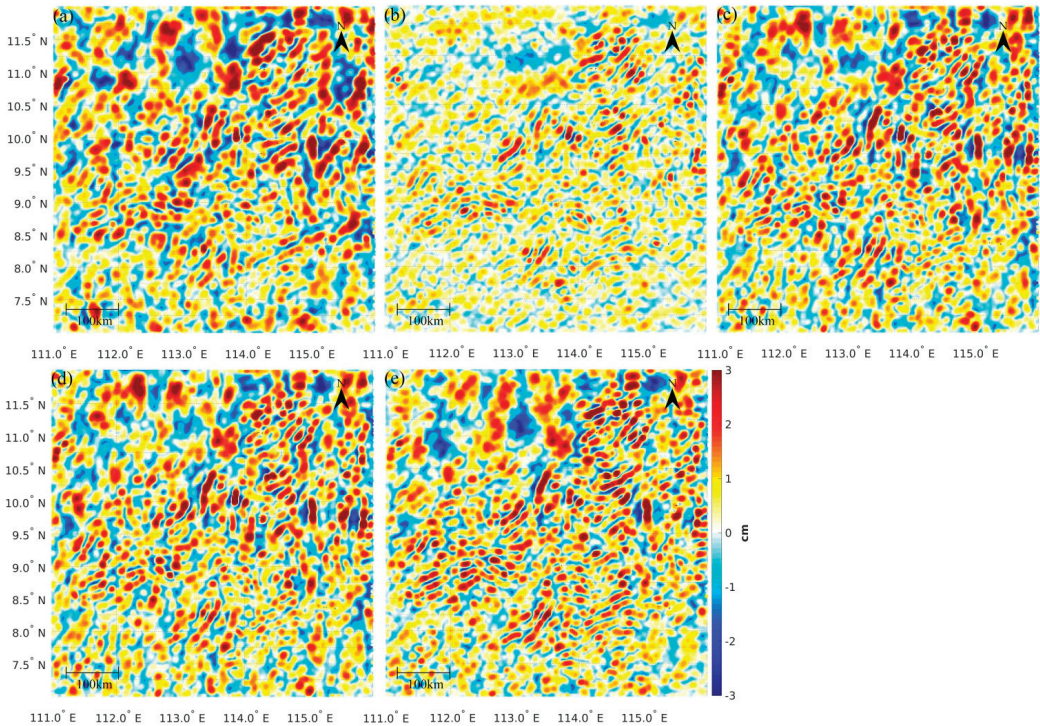 (a) N (b) N (c) N
11.5° N
11.0° N
10.5° N
10.0° N
9.5° N
9.0° N
8.5° N
8.0° N
7.5° N
100km 100km 100km
111.0° E 112.0° E 113.0° E 114.0° E 115.0° E 111.0° E 112.0° E 113.0° E 114.0° E 115.0° E 111.0° E 112.0° E 113.0° E 114.0° E 115.0° E
(d) N (e) N 3
11.5° N
11.0° N 2
10.5° N
10.0° N 1
9.5° N
0 cm
9.0° N
8.5° N -1
8.0° N -2
7.5° N
100km 100km
-3
111.0° E 112.0° E 113.0° E 114.0° E 115.0° E 111.0° E 112.0° E 113.0° E 114.0° E 115.0° E